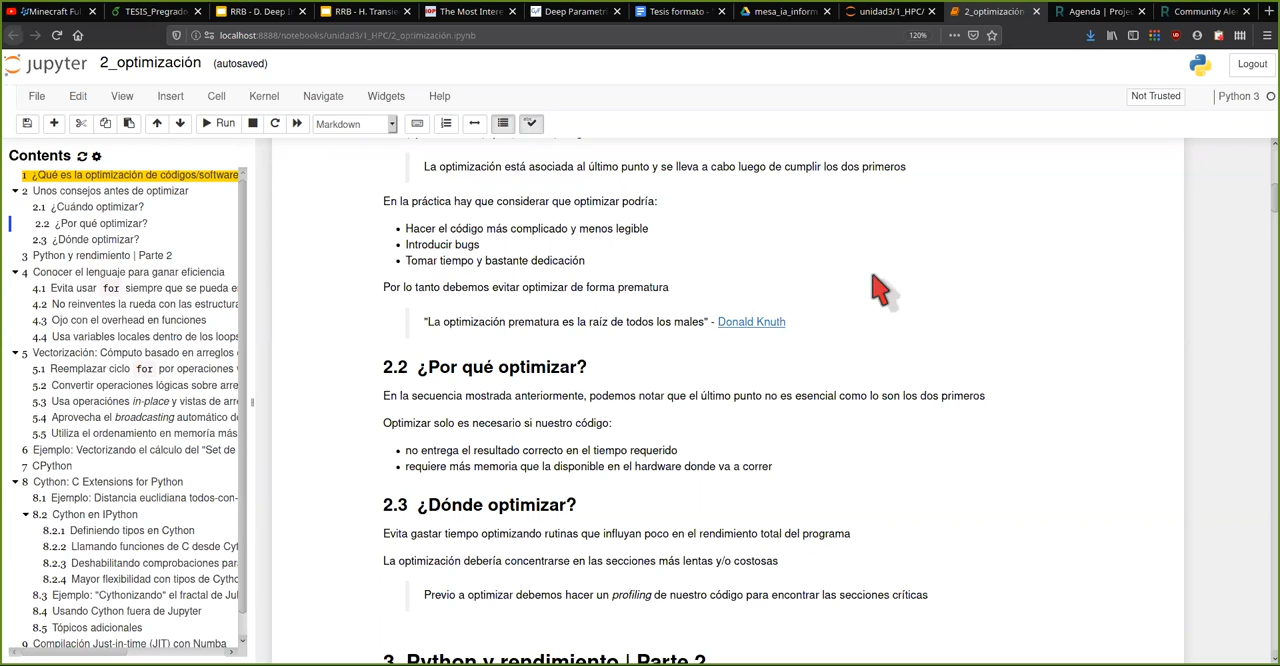 Minecraft Ful
TESIS_Pregrado
RRB - D. Deep In
RRB - H. Transie
The Most Intere
Deep Parametri
Tesis formato -
mesa_ia_inform
unidad3/1_HPC/
2_optimización
Agenda | Projec
Community Aler
localhost:8888/notebooks/unidad3/1_HPC/2_optimización.ipynb
120%
jupyter 2_optimización (autosaved)
Logout
File Edit View Insert Cell Kernel Navigate Widgets Help
Not Trusted
Python 3
Run
Markdown
Contents
1 ¿Qué es la optimización de códigos/software
2 Unos consejos antes de optimizar
2.1 ¿Cuándo optimizar?
2.2 ¿Por qué optimizar?
2.3 ¿Dónde optimizar?
3 Python y rendimiento | Parte 2
4 Conocer el lenguaje para ganar eficiencia
4.1 Evita usar for siempre que se pueda e
4.2 No reinventes la rueda con las estructura
4.3 Ojo con el overhead en funciones
4.4 Usa variables locales dentro de los loops
5 Vectorización: Cómputo basado en arreglos
5.1 Reemplazar ciclo for por operaciones
5.2 Convertir operaciones lógicas sobre arre
5.3 Usa operaciónes in-place y vistas de arr
5.4 Aprovecha el broadcasting automático d
5.5 Utiliza el ordenamiento en memoría más
6 Ejemplo: Vectorizando el cálculo del "Set de
7 CPython
8 Cython: C Extensions for Python
8.1 Ejemplo: Distancia euclidiana todos-con-
8.2 Cython en IPython
8.2.1 Definiendo tipos en Cython
8.2.2 Llamando funciones de C desde Cyt
8.2.3 Deshabilitando comprobaciones par
8.2.4 Mayor flexibilidad con tipos de Cytho
8.3 Ejemplo: "Cythonizando" el fractal de Jul
8.4 Usando Cython fuera de Jupyter
8.5 Tópicos adicionales
9 Compilación Just-in-time (JIT) con Numba
La optimización está asociada al último punto y se lleva a cabo luego de cumplir los dos primeros
En la práctica hay que considerar que optimizar podría:
• Hacer el código más complicado y menos legible
• Introducir bugs
• Tomar tiempo y bastante dedicación
Por lo tanto debemos evitar optimizar de forma prematura
"La optimización prematura es la raíz de todos los males" - Donald Knuth
2.2 ¿Por qué optimizar?
En la secuencia mostrada anteriormente, podemos notar que el último punto no es esencial como lo son los dos primeros
Optimizar solo es necesario si nuestro código:
• no entrega el resultado correcto en el tiempo requerido
• requiere más memoria que la disponible en el hardware donde va a correr
2.3 ¿Dónde optimizar?
Evita gastar tiempo optimizando rutinas que influyan poco en el rendimiento total del programa
La optimización debería concentrarse en las secciones más lentas y/o costosas
Previo a optimizar debemos hacer un profiling de nuestro código para encontrar las secciones críticas
3 Python y rendimiento | Parte 2